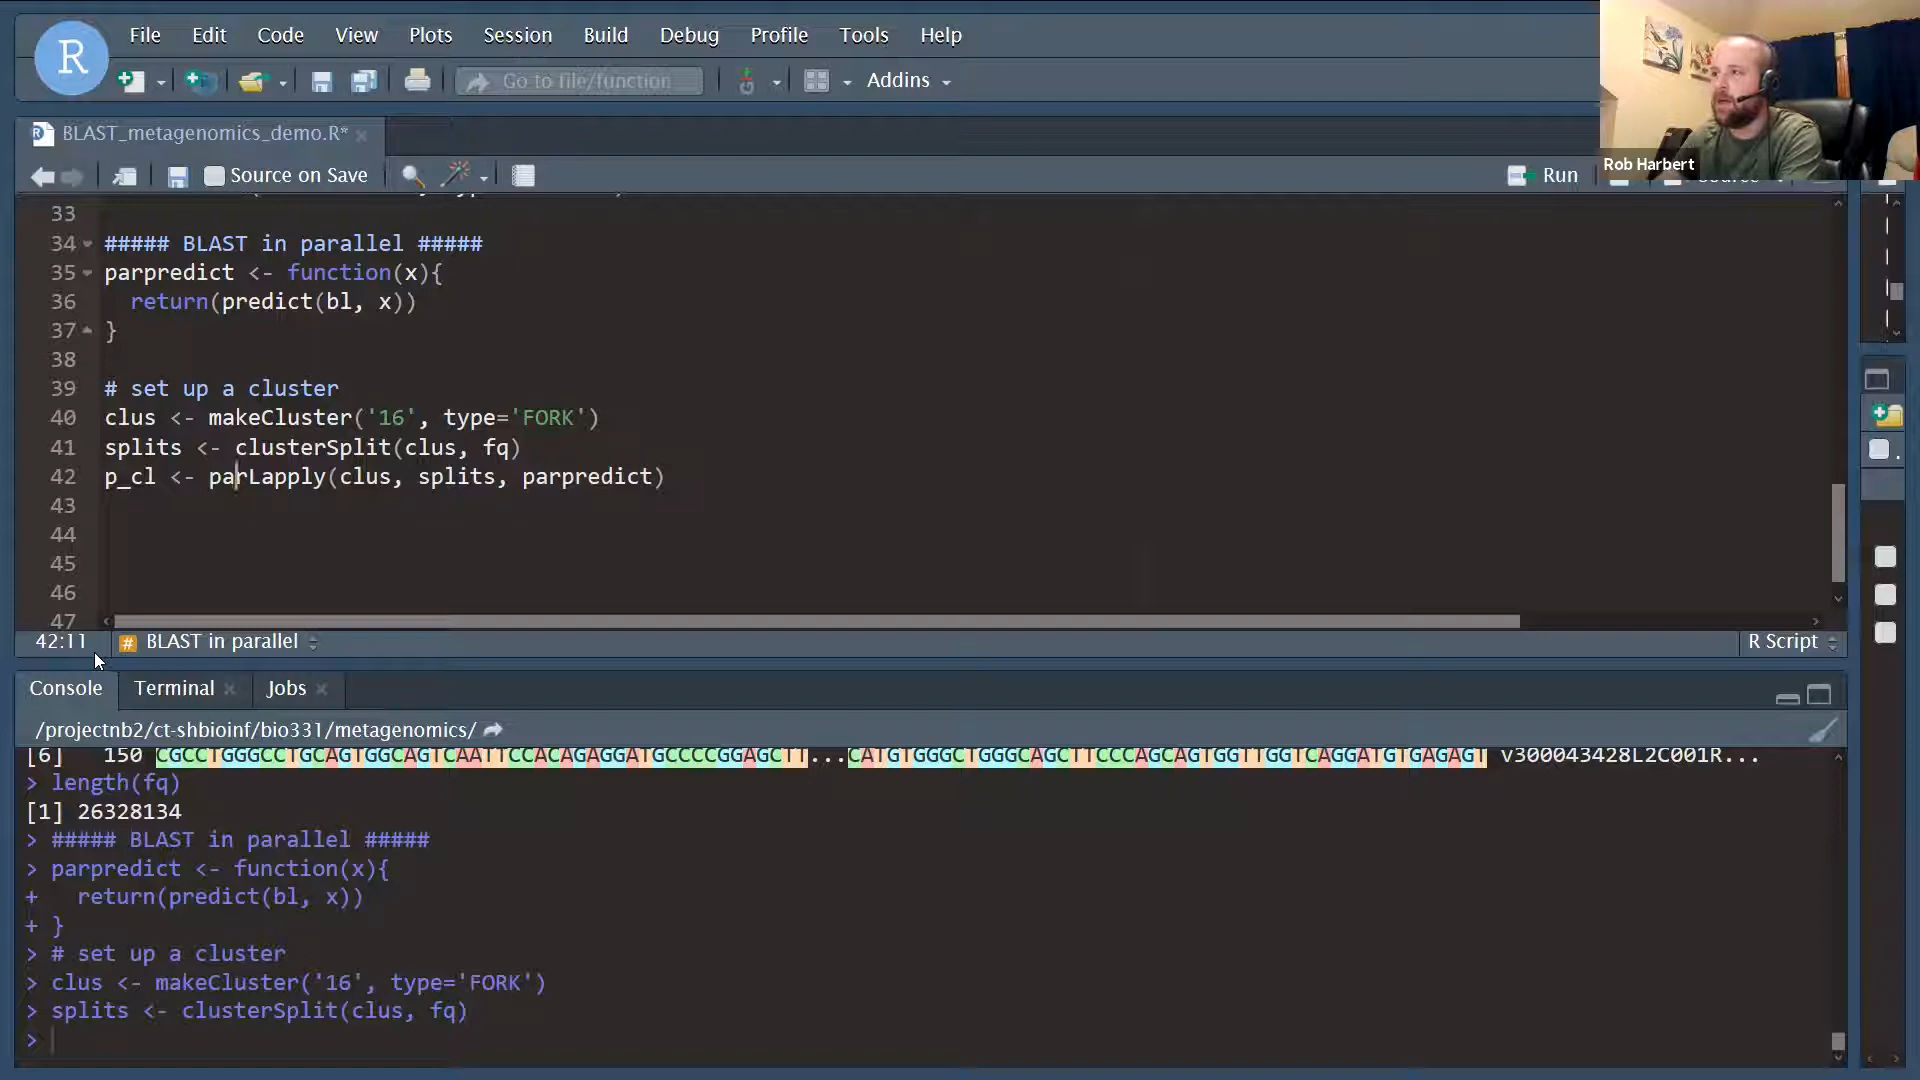 R
File Edit Code View Plots Session Build Debug Profile Tools Help
Go to file/function Addins
Rob Harbert
BLAST_metagenomics_demo.R*
Source on Save Run
33
34 ##### BLAST in parallel #####
35 parpredict <- function(x){
36 return(predict(bl, x))
37 }
38
39 # set up a cluster
40 clus <- makeCluster('16', type='FORK')
41 splits <- clusterSplit(clus, fq)
42 p_cl <- parLapply(clus, splits, parpredict)
43
44
45
46
47
42:11 # BLAST in parallel R Script
Console Terminal Jobs
/projectnb2/ct-shbioinf/bio331/metagenomics/
[6] 150 CGCCTGGGCCTGCAGTGGCAGTCAATTCCACAGAGGATGCCCCGGAGCTT...CATGTGGGCTGGGCAGCTTCCCAGCAGTGGTTGGTCAGGATGTGAGAGT v300043428L2C001R...
> length(fq)
[1] 26328134
> ##### BLAST in parallel #####
> parpredict <- function(x){
+ return(predict(bl, x))
+ }
> # set up a cluster
> clus <- makeCluster('16', type='FORK')
> splits <- clusterSplit(clus, fq)
>